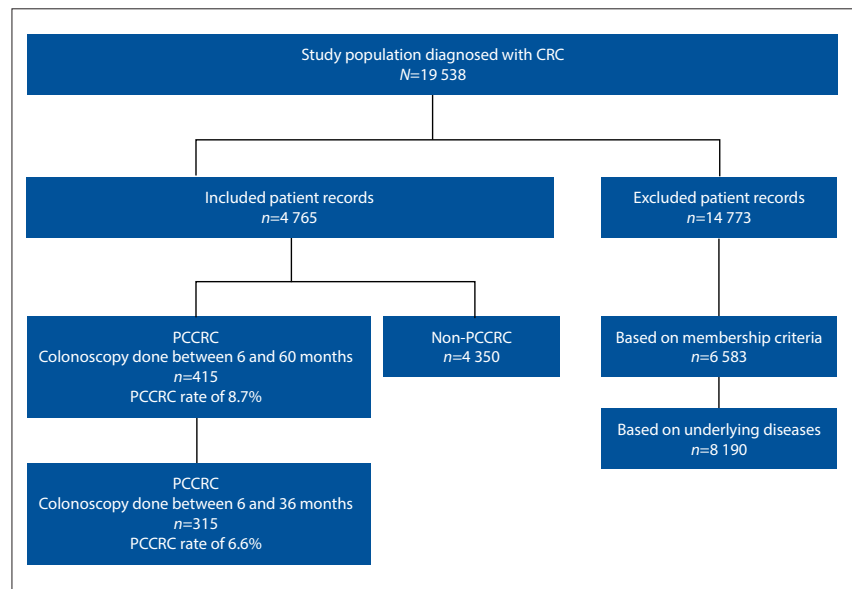 Study population diagnosed with CRC
N=19 538
Included patient records
n=4 765
Excluded patient records
n=14 773
PCCRC
Colonoscopy done between 6 and 60 months
n=415
PCCRC rate of 8.7%
Non-PCCRC
n=4 350
Based on membership criteria
n=6 583
Based on underlying diseases
n=8 190
PCCRC
Colonoscopy done between 6 and 36 months
n=315
PCCRC rate of 6.6%